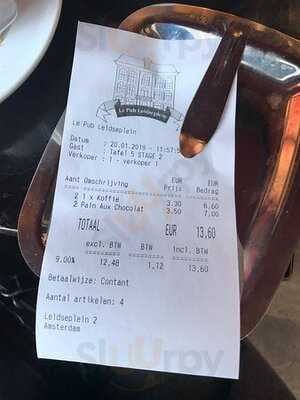 Le Pub Leidseplein
Le Pub Leidseplein
Datum : 20.01.2019 - 11:57:5
Gast : Tafel 5 STAGE 2
Verkoper : 1 - verkoper 1
EUR EUR
Aant Omschrijving Prijs Bedrag
2 1 x Koffie 3,30 6,60
2 Pain Aux Chocolat 3,50 7,00
TOTAAL EUR 13,60
excl. BTW BTW incl. BTW
9.00% 12,48 1,12 13,60
Betaalwijze: Contant
Aantal artikelen: 4
Leidseplein 2
Amsterdam
sluurpy
sluurpy